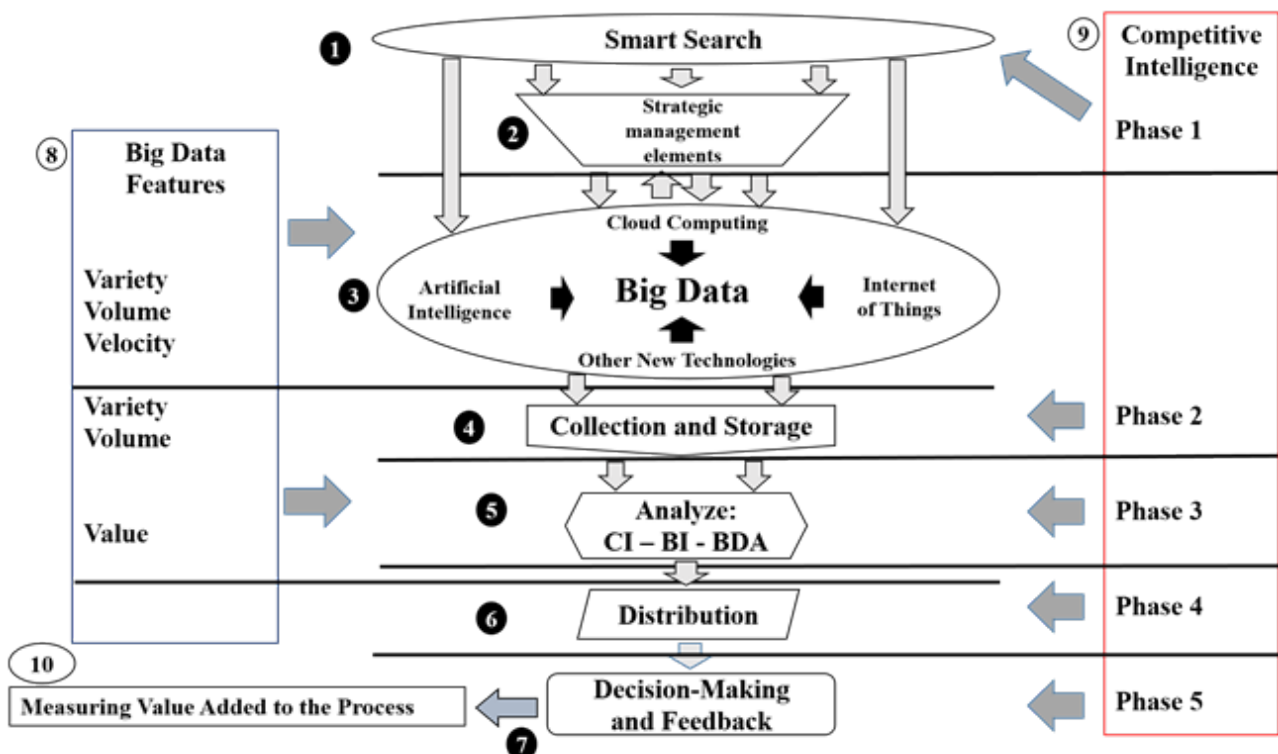 1
Smart Search
9
Competitive
Intelligence
Phase 1
2
Strategic
management
elements
8
Big Data
Features
Variety
Volume
Velocity
3
Cloud Computing
Artificial
Intelligence
Big Data
Internet
of Things
Other New Technologies
Variety
Volume
4
Collection and Storage
Phase 2
Value
5
Analyze:
CI – BI - BDA
Phase 3
6
Distribution
Phase 4
10
Measuring Value Added to the Process
7
Decision-Making
and Feedback
Phase 5